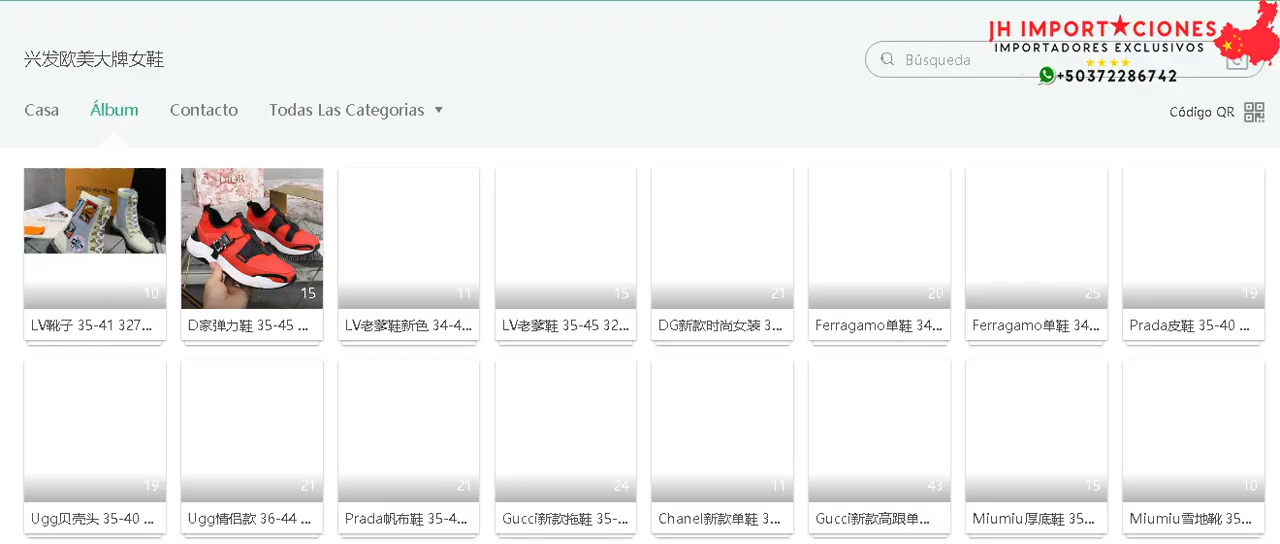 JH IMPORT★CIONES
IMPORTADORES EXCLUSIVOS
★★★★
+50372286742
兴发欧美大牌女鞋
Búsqueda
Casa
Álbum
Contacto
Todas Las Categorias
Código QR
DIOR
10
15
11
15
21
20
25
19
LV靴子 35-41 327...
D家弹力鞋 35-45 ...
LV老爹鞋新色 34-4...
LV老爹鞋 35-45 32...
DG新款时尚女装 3...
Ferragamo单鞋 34...
Ferragamo单鞋 34...
Prada皮鞋 35-40 ...
19
21
21
24
11
43
15
10
Ugg贝壳头 35-40 ...
Ugg情侣款 36-44 ...
Prada帆布鞋 35-4...
Gucci新款拖鞋 35-...
Chanel新款单鞋 3...
Gucci新款高跟单...
Miumiu厚底鞋 35...
Miumiu雪地靴 35...